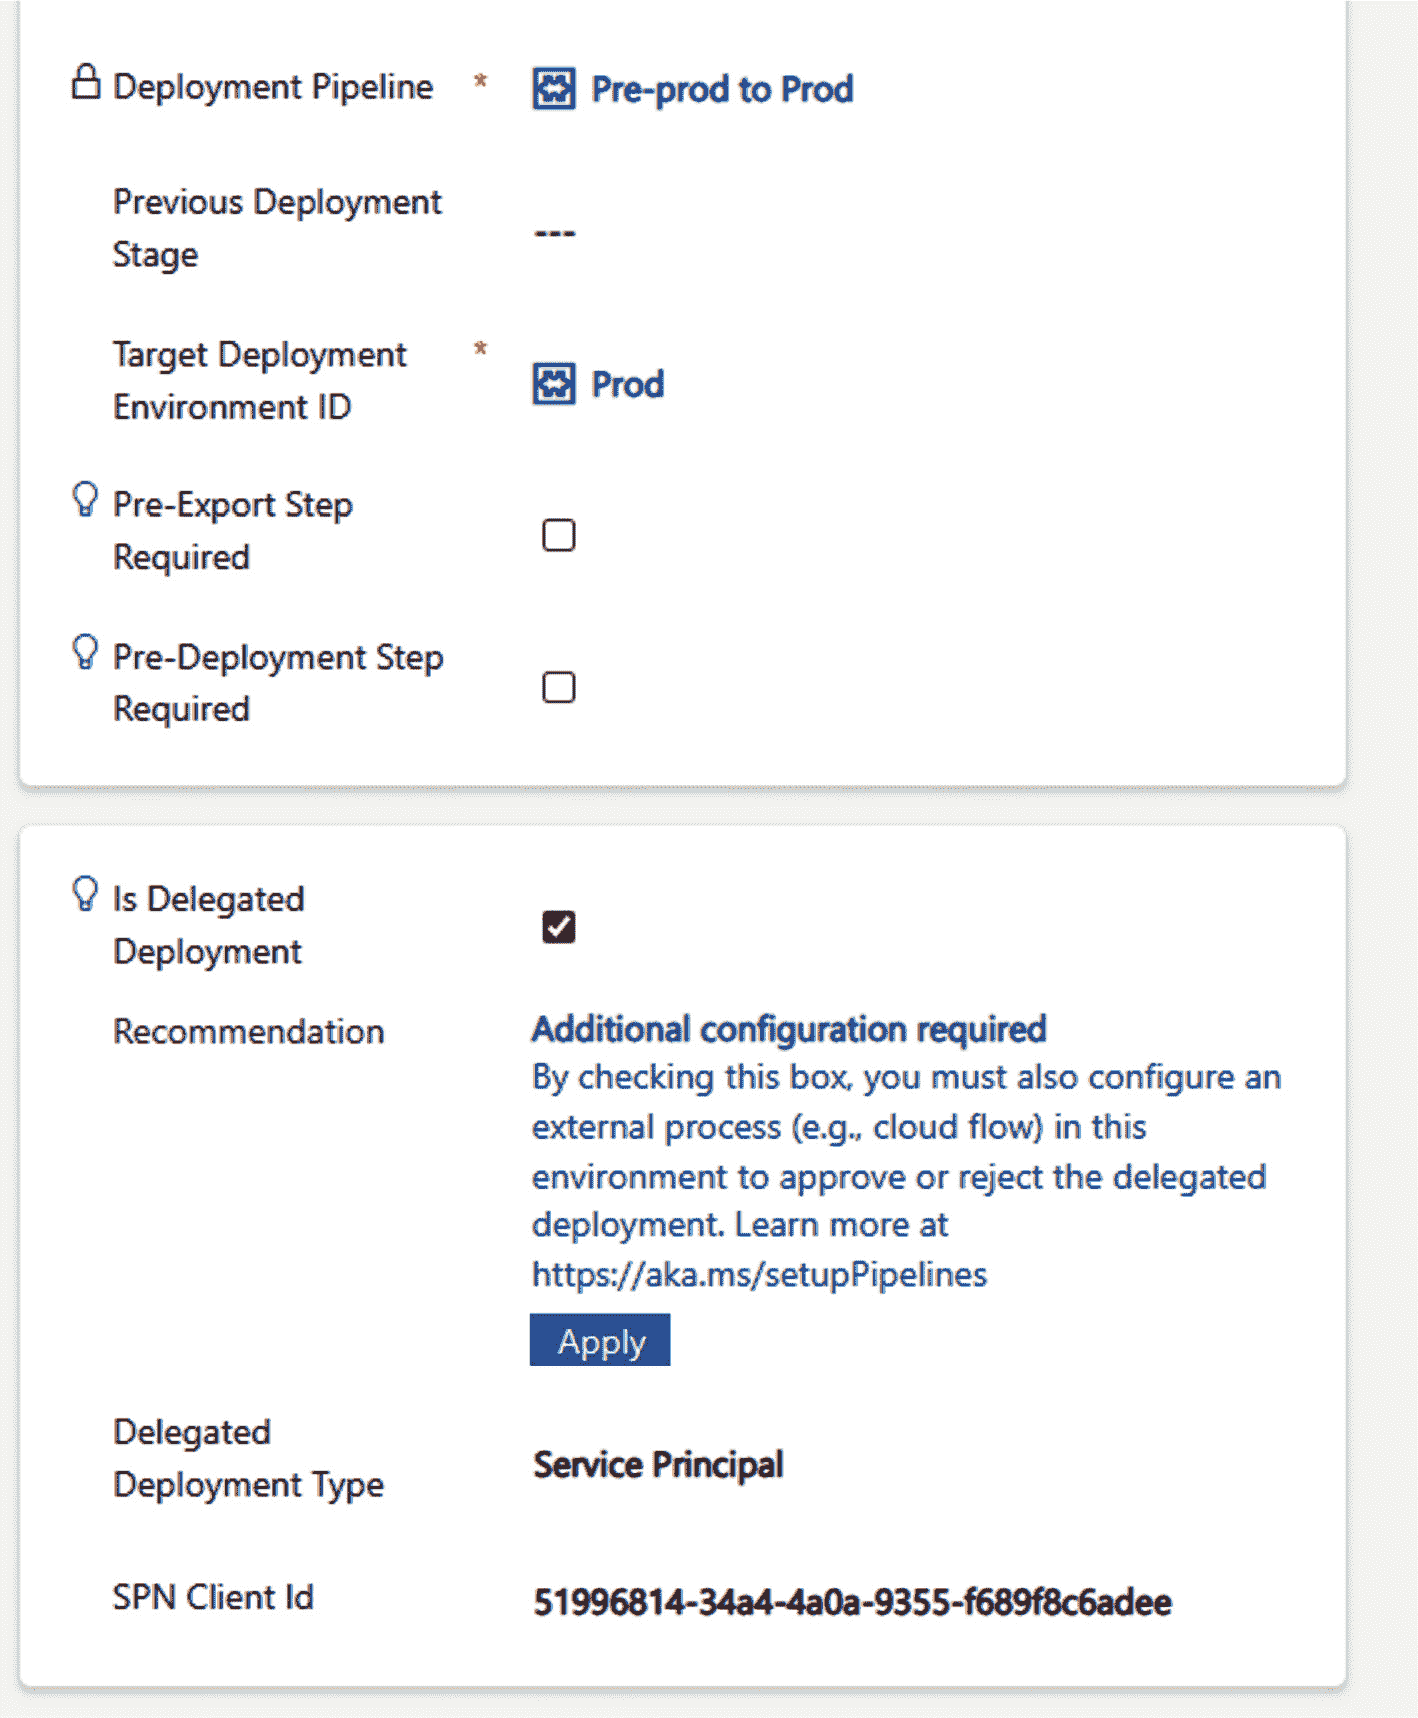 Deployment Pipeline * Pre-prod to Prod
Previous Deployment
Stage
---
Target Deployment *
Environment ID
Prod
Pre-Export Step
Required
Pre-Deployment Step
Required
Is Delegated
Deployment
Recommendation
Additional configuration required
By checking this box, you must also configure an
external process (e.g., cloud flow) in this
environment to approve or reject the delegated
deployment. Learn more at
https://aka.ms/setupPipelines
Apply
Delegated
Deployment Type
Service Principal
SPN Client Id
51996814-34a4-4a0a-9355-f689f8c6adee